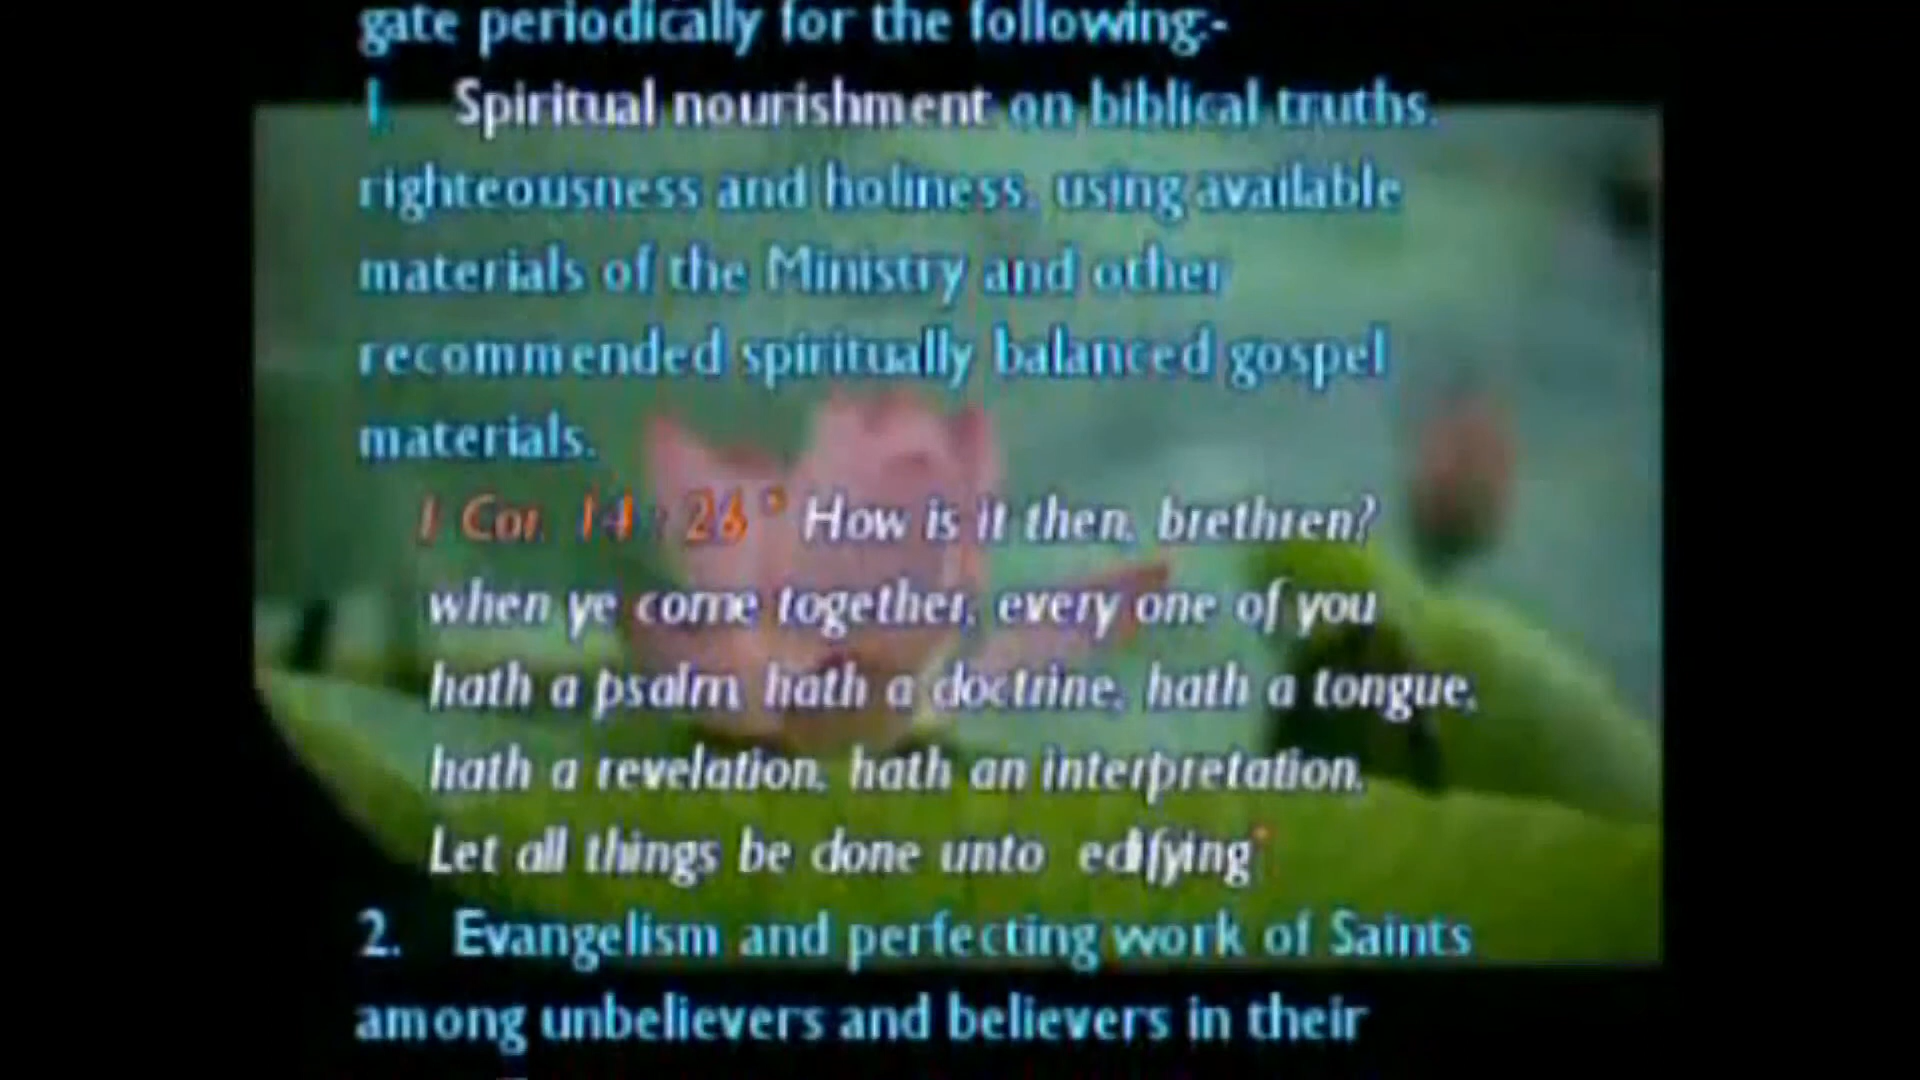 gate periodically for the following:-
1. Spiritual nourishment on biblical truths,
righteousness and holiness, using available
materials of the Ministry and other
recommended spiritually balanced gospel
materials.
1 Cor. 14 : 26 " How is it then, brethren?
when ye come together, every one of you
hath a psalm, hath a doctrine, hath a tongue,
hath a revelation, hath an interpretation.
Let all things be done unto edifying"
2. Evangelism and perfecting work of Saints
among unbelievers and believers in their